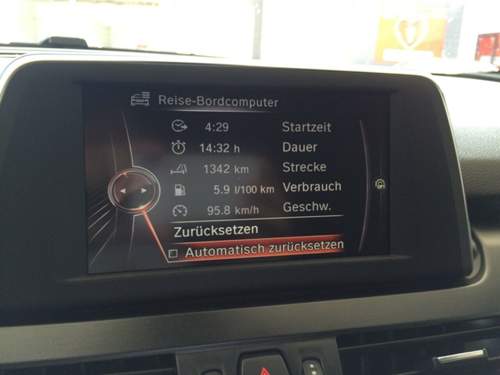 Reise-Bordcomputer
4:29 Startzeit
14:32 h Dauer
1342 km Strecke
5.9 l/100 km Verbrauch
95.8 km/h Geschw.
Zurücksetzen
Automatisch zurücksetzen